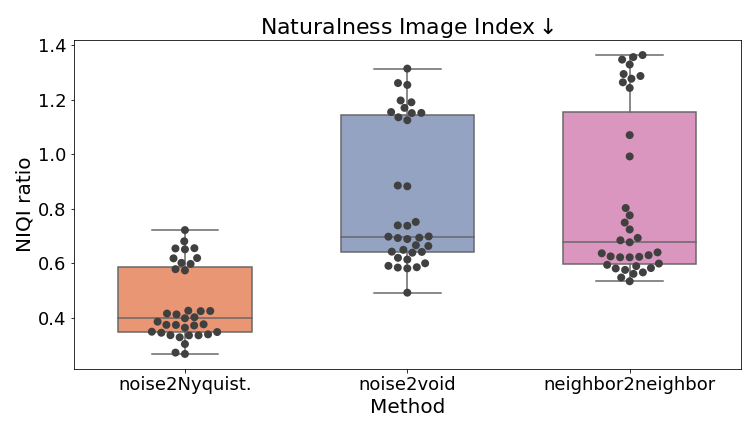 Naturalness Image Index ↓
NIQI ratio
1.4
1.2
1.0
0.8
0.6
0.4
noise2Nyquist.
noise2void
neighbor2neighbor
Method